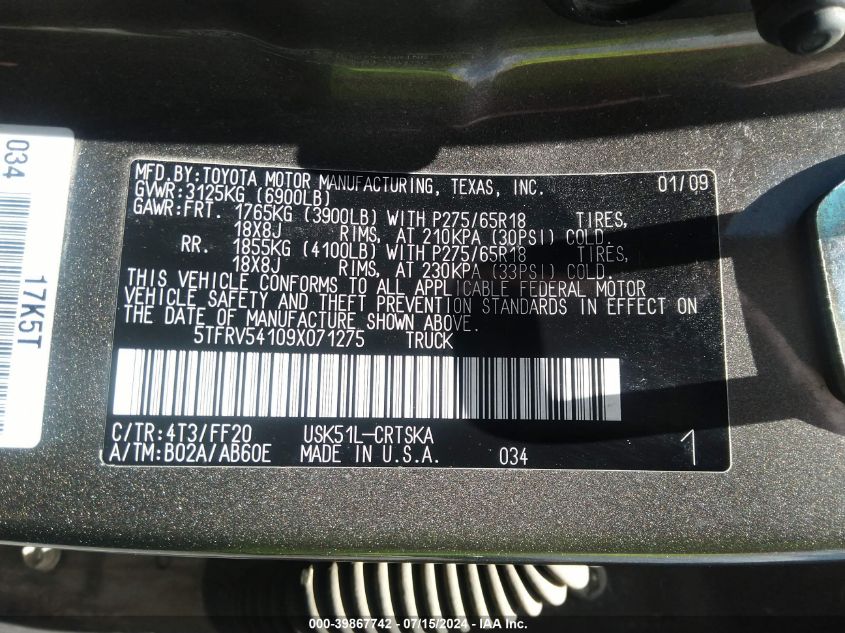 MFD.BY:TOYOTA MOTOR MANUFACTURING, TEXAS, INC. 01/09
GVWR:3125KG (6900LB)
GAWR:FRT. 1765KG (3900LB) WITH P275/65R18 TIRES,
18X8J RIMS, AT 210KPA (30PSI) COLD.
RR. 1855KG (4100LB) WITH P275/65R18 TIRES,
18X8J RIMS, AT 230KPA (33PSI) COLD.
THIS VEHICLE CONFORMS TO ALL APPLICABLE FEDERAL MOTOR
VEHICLE SAFETY AND THEFT PREVENTION STANDARDS IN EFFECT ON
THE DATE OF MANUFACTURE SHOWN ABOVE.
5TFRV54109X071275 TRUCK
C/TR:4T3/FF20 USK51L-CRTSKA
A/TM:B02A/AB60E MADE IN U.S.A. 034 1
034
17K5T
000-39867742 - 07/15/2024 - IAA Inc.